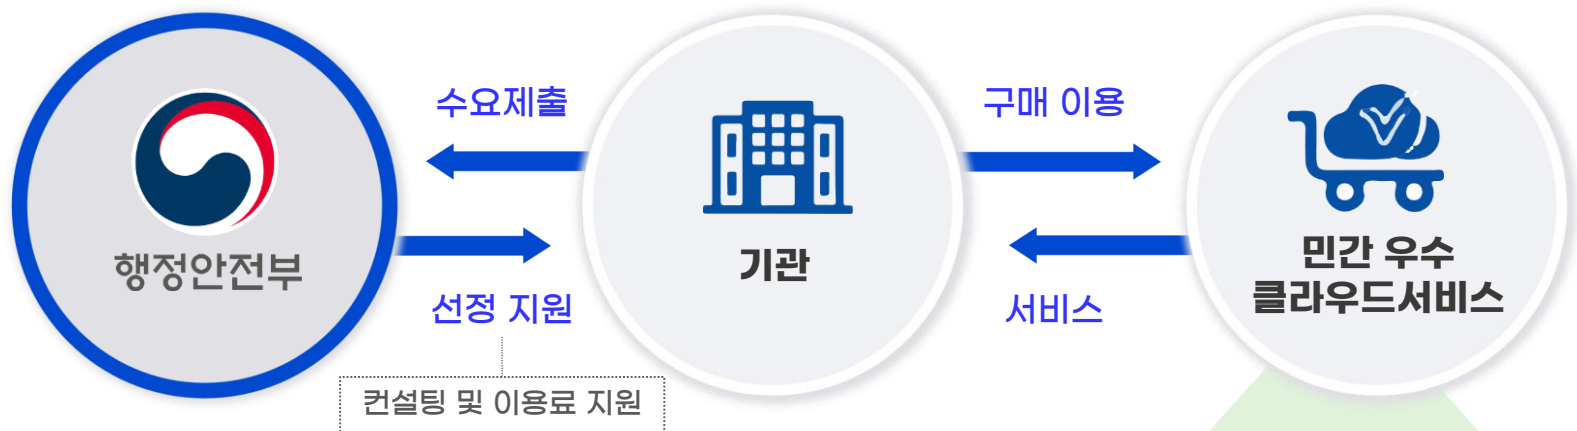 수요제출
구매 이용
행정안전부
기관
민간 우수
클라우드서비스
선정 지원
서비스
컨설팅 및 이용료 지원